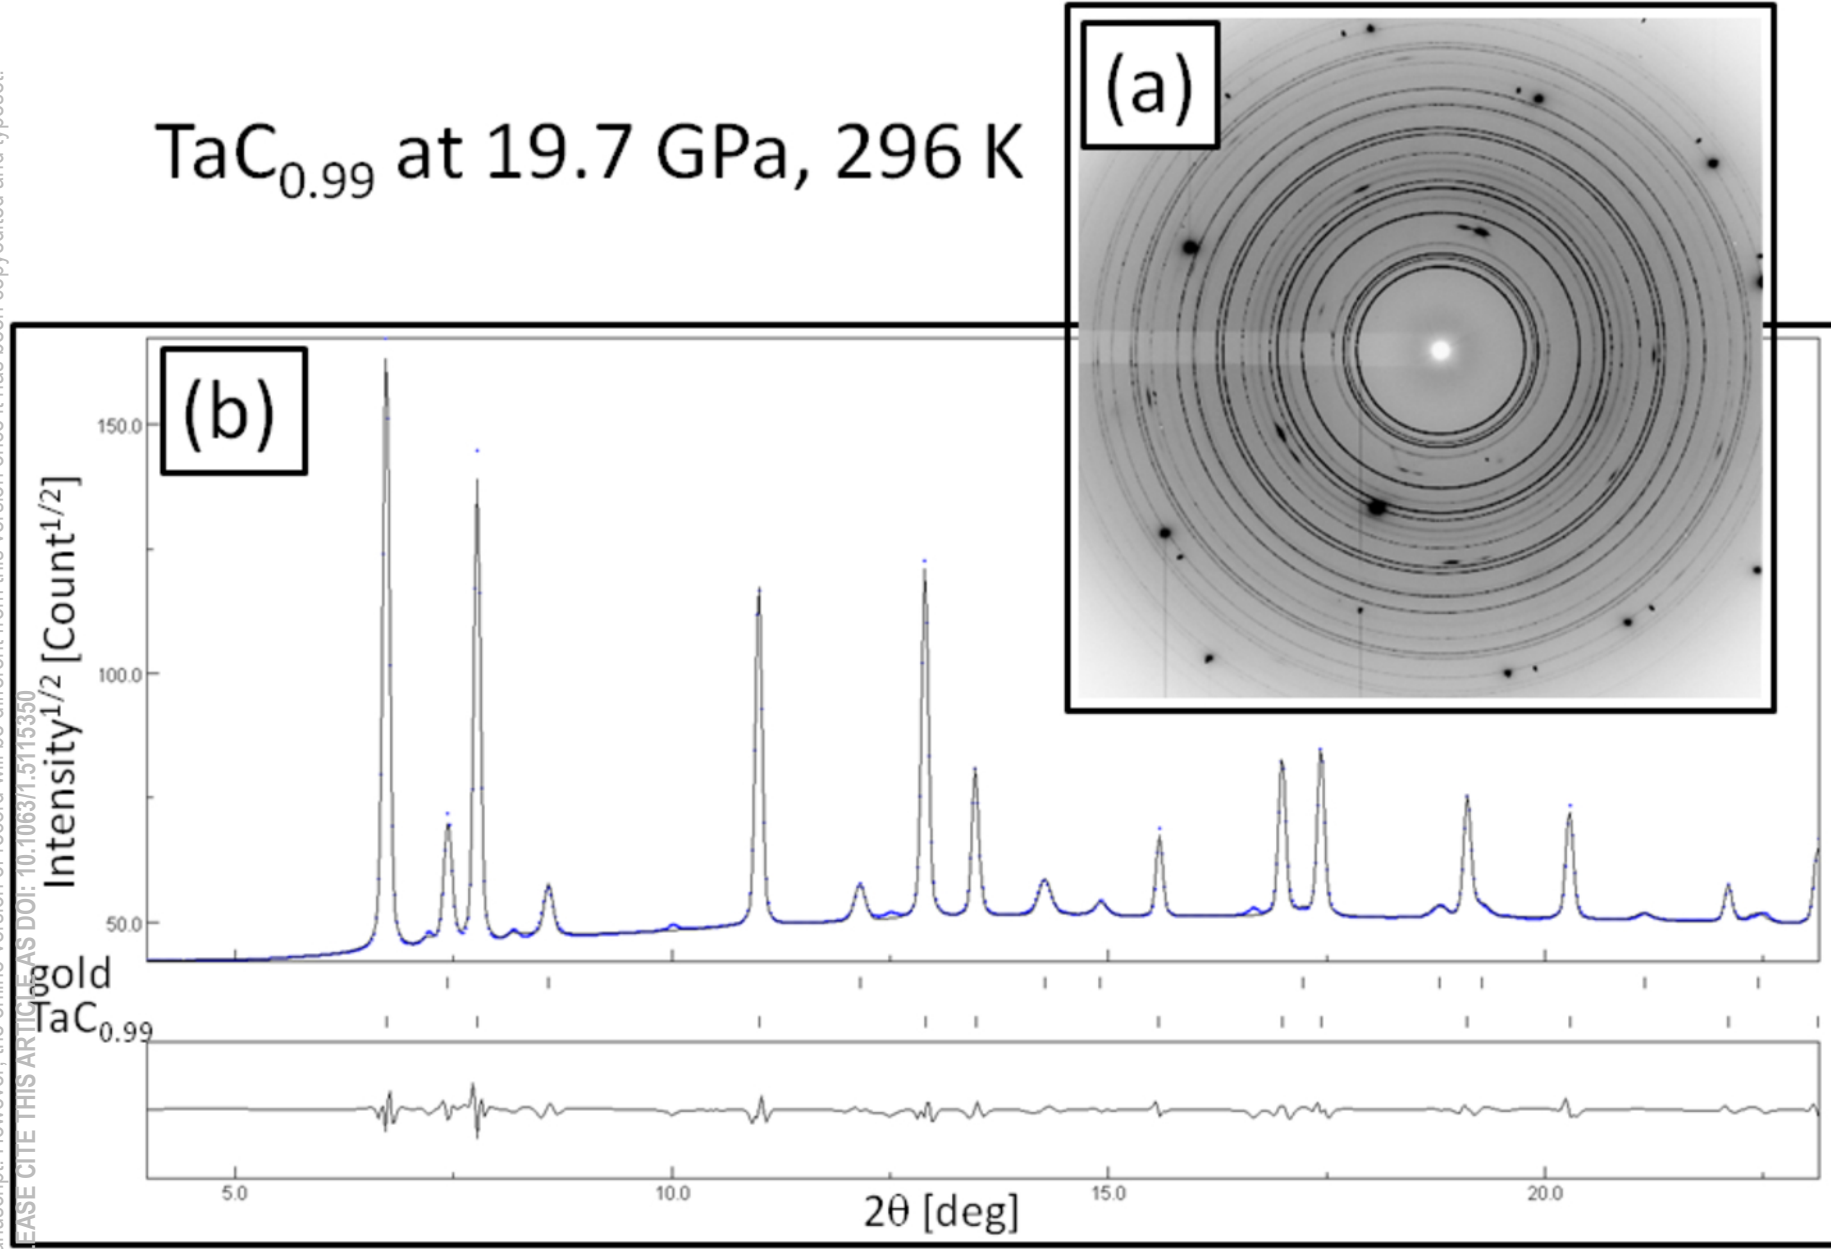 (a)
TaC0.99 at 19.7 GPa, 296 K
(b)
150.0
100.0
50.0
Intensity1/2 [Count1/2]
gold
TaC0.99
5.0
10.0
15.0
20.0
2θ [deg]
EASE CITE THIS ARTICLE AS DOI: 10.1063/1.5115350